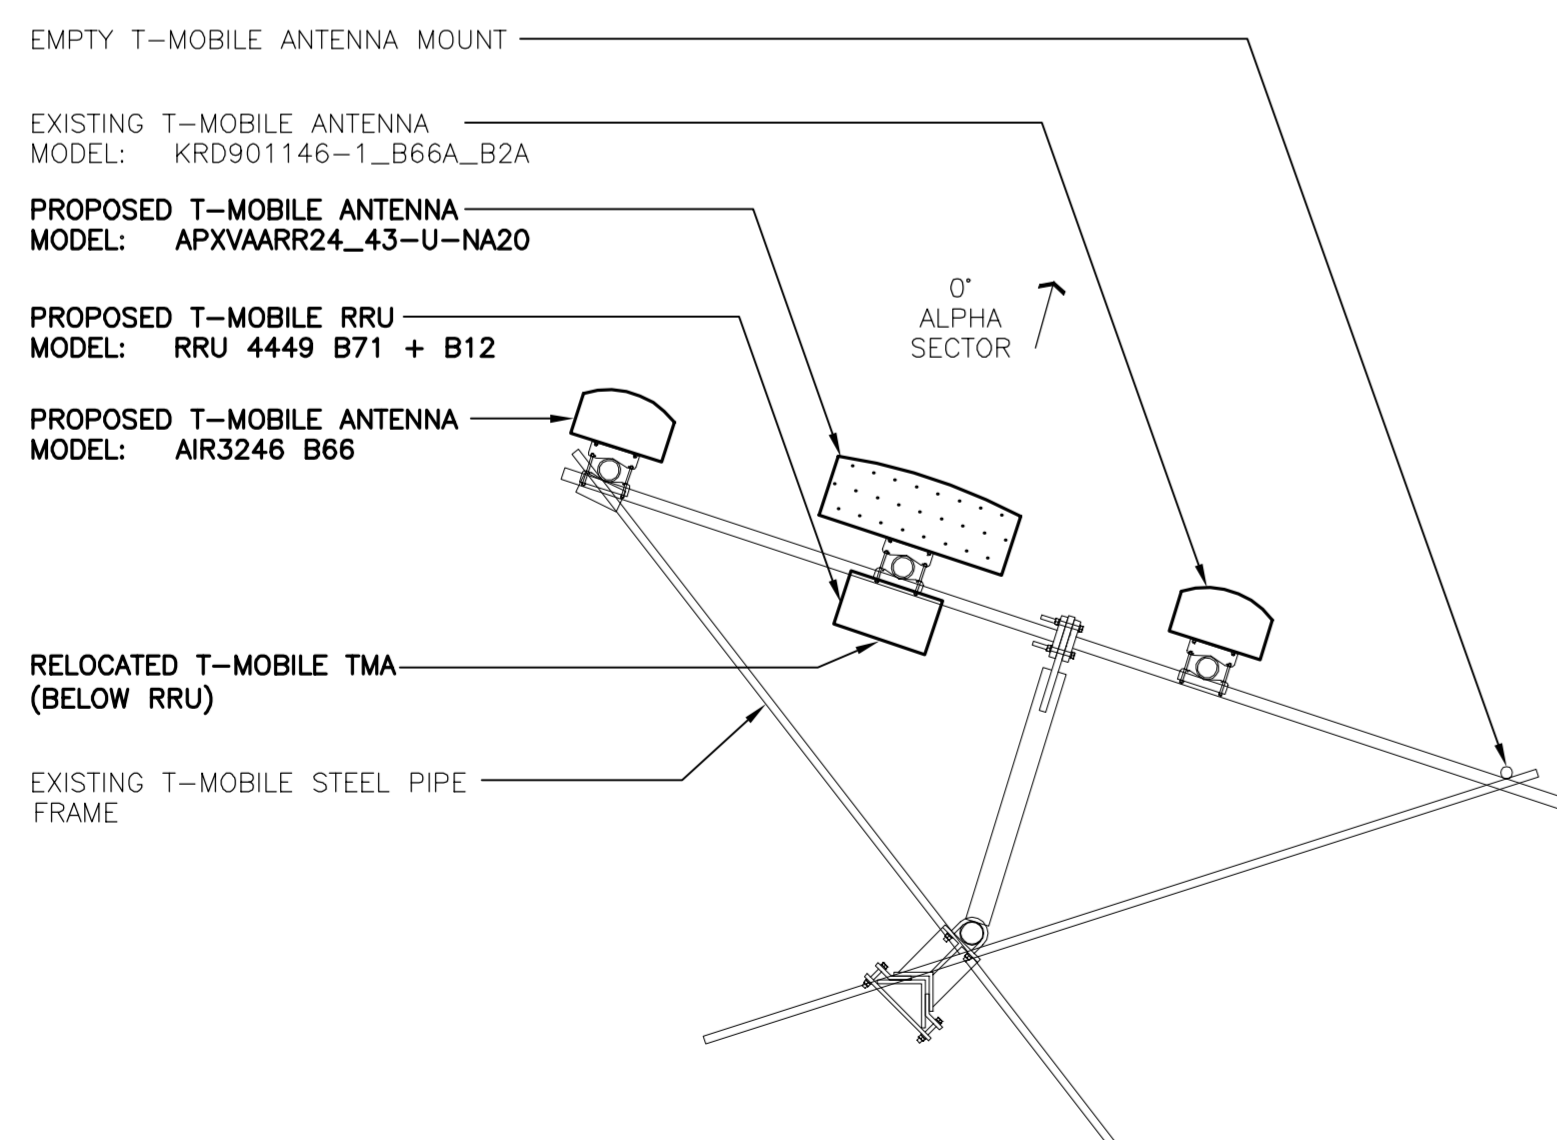 EMPTY T-MOBILE ANTENNA MOUNT
EXISTING T-MOBILE ANTENNA
MODEL: KRD901146-1_B66A_B2A
PROPOSED T-MOBILE ANTENNA
MODEL: APXVAARR24_43-U-NA20
PROPOSED T-MOBILE RRU
MODEL: RRU 4449 B71 + B12
PROPOSED T-MOBILE ANTENNA
MODEL: AIR3246 B66
RELOCATED T-MOBILE TMA
(BELOW RRU)
EXISTING T-MOBILE STEEL PIPE
FRAME
0°
ALPHA
SECTOR